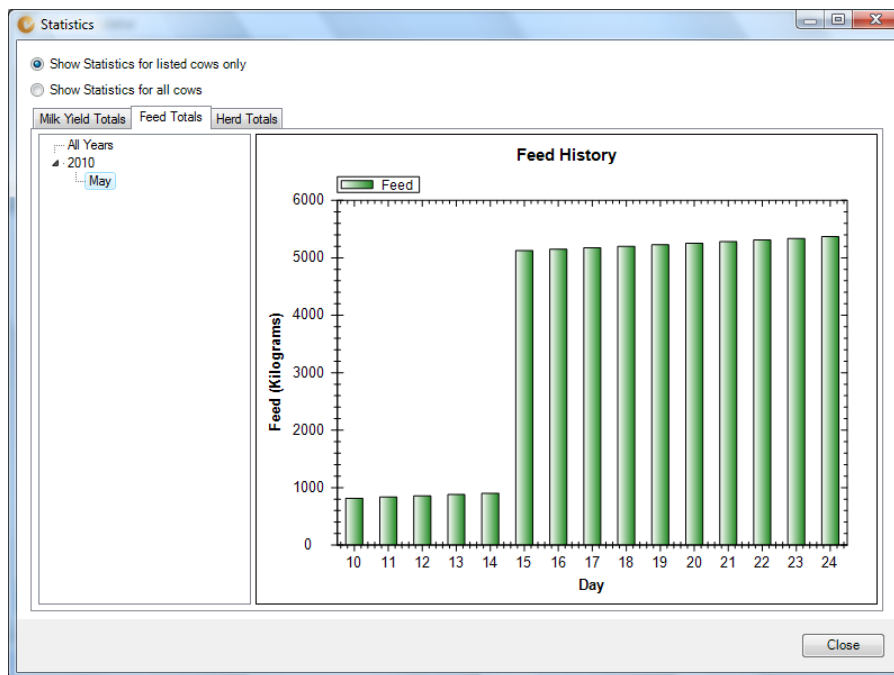 Statistics
Show Statistics for listed cows only
Show Statistics for all cows
Milk Yield Totals Feed Totals Herd Totals
All Years
2010
May
Feed History
Feed
6000
5000
4000
3000
2000
1000
0
Feed (Kilograms)
10 11 12 13 14 15 16 17 18 19 20 21 22 23 24
Day
Close